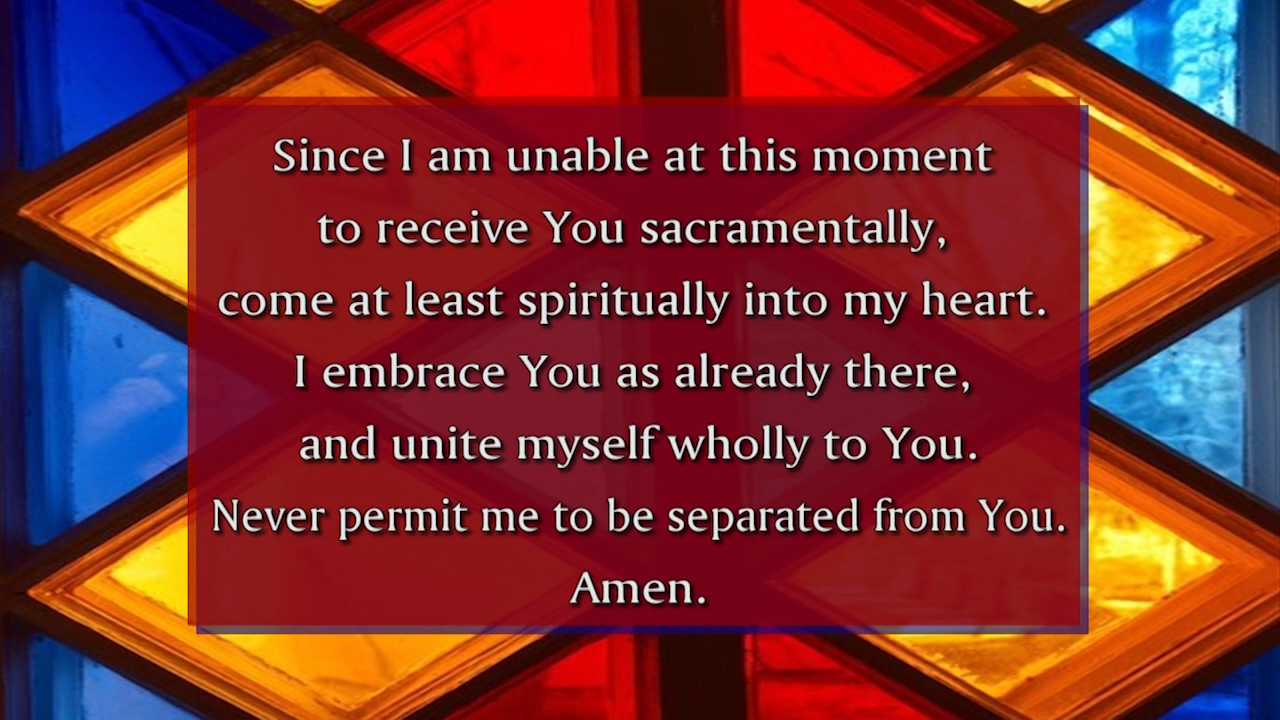 Since I am unable at this moment
to receive You sacramentally,
come at least spiritually into my heart.
I embrace You as already there,
and unite myself wholly to You.
Never permit me to be separated from You.
Amen.